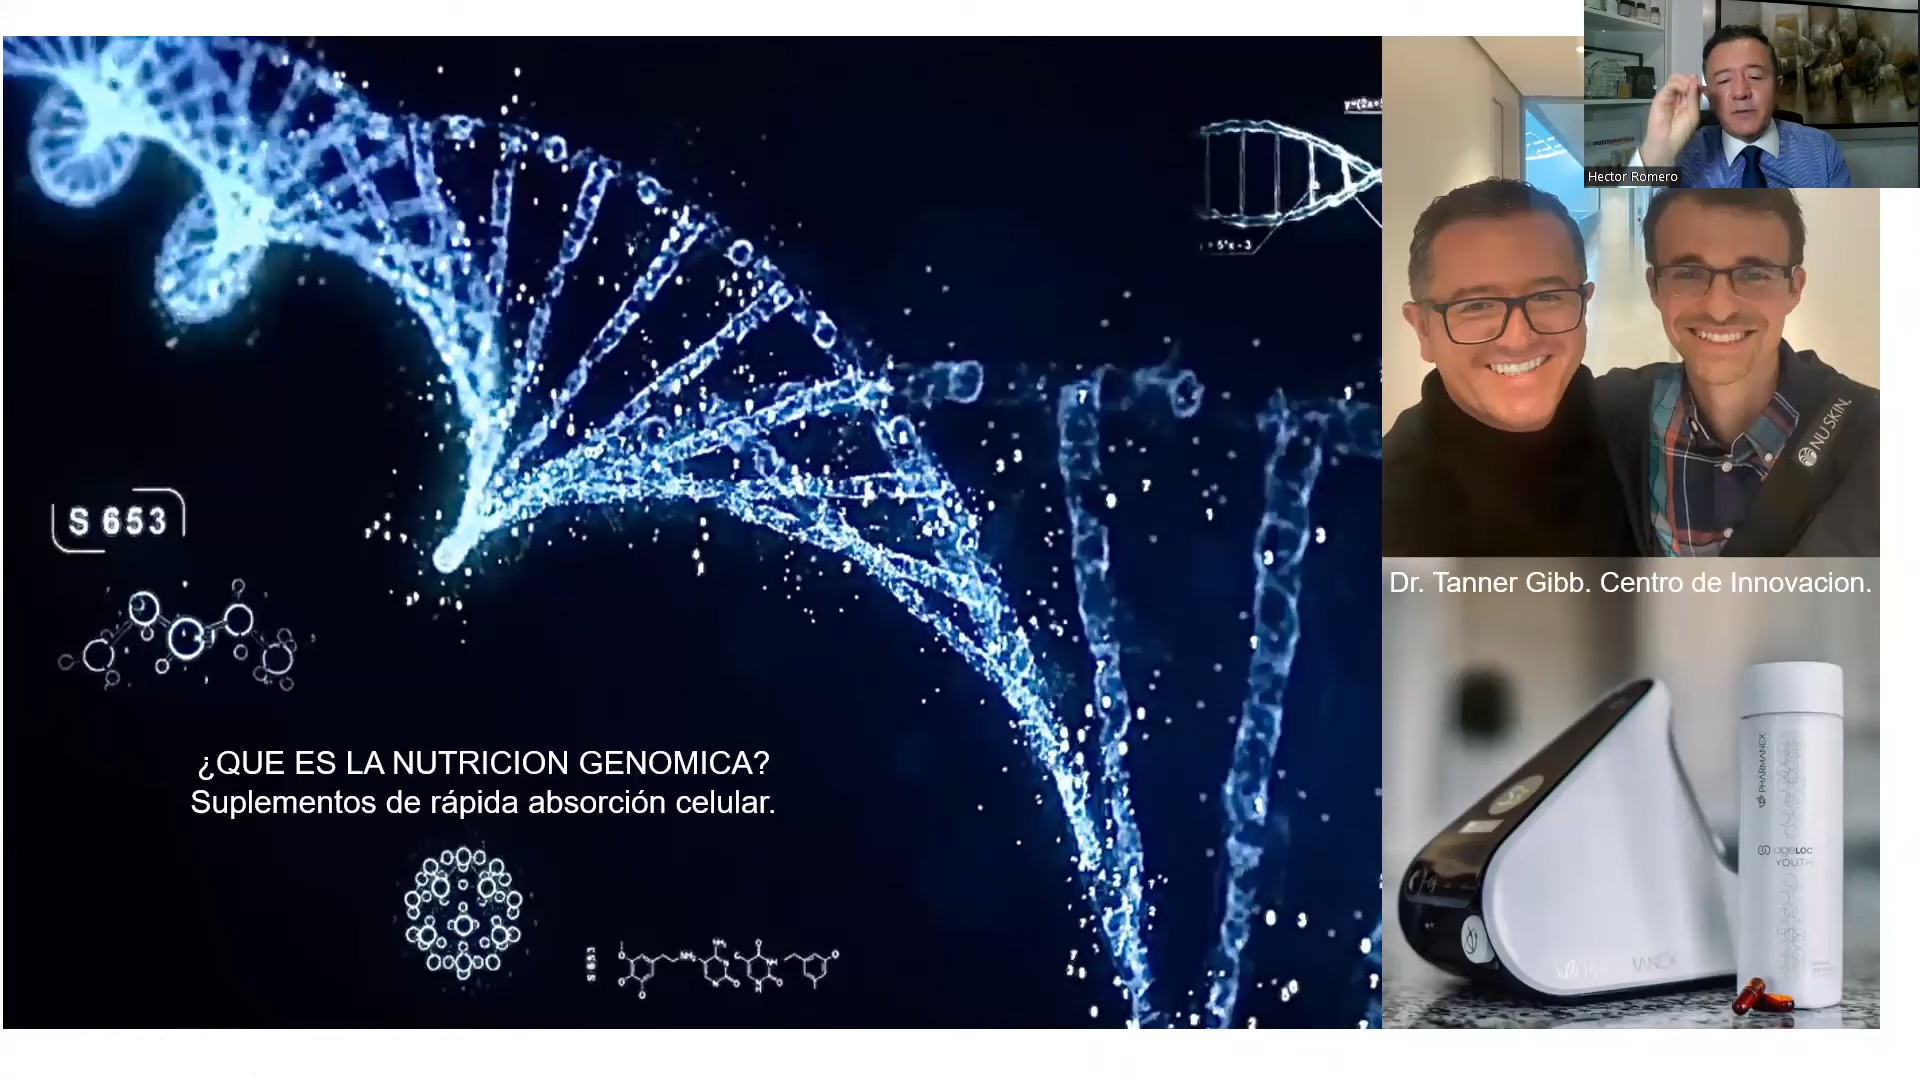 Hector Romero
NU SKIN.
Dr. Tanner Gibb. Centro de Innovacion.
S 653
¿QUE ES LA NUTRICION GENOMICA?
Suplementos de rápida absorción celular.
PHARMANEX
ageLOC
YOUTH